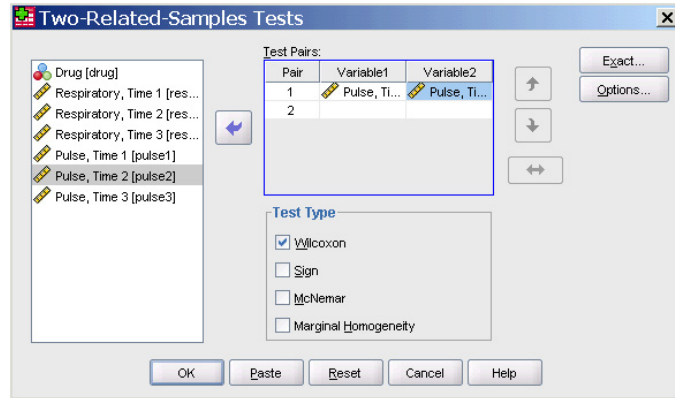 Two-Related-Samples Tests
Drug [drug]
Respiratory, Time 1 [res...
Respiratory, Time 2 [res...
Respiratory, Time 3 [res...
Pulse, Time 1 [pulse1]
Pulse, Time 2 [pulse2]
Pulse, Time 3 [pulse3]
Test Pairs:
Pair Variable1 Variable2
1 Pulse, Ti... Pulse, Ti...
2
Exact...
Options...
Test Type
Wilcoxon
Sign
McNemar
Marginal Homogeneity
OK Paste Reset Cancel Help